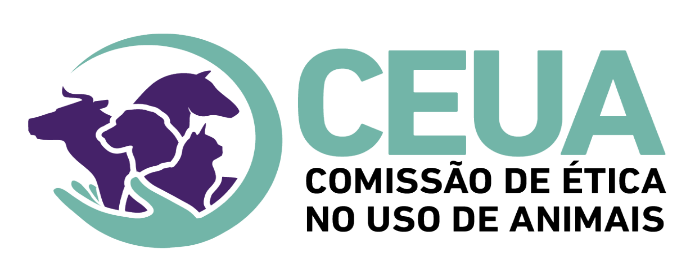 CEUA
COMISSÃO DE ÉTICA
NO USO DE ANIMAIS